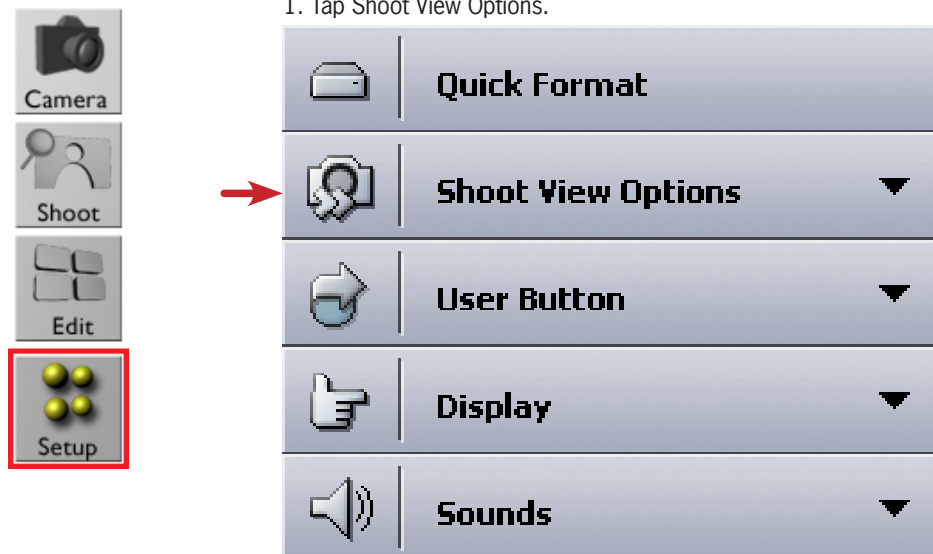 1. Tap Shoot View Options.
Camera
Shoot
Edit
Setup
Quick Format
Shoot View Options
User Button
Display
Sounds